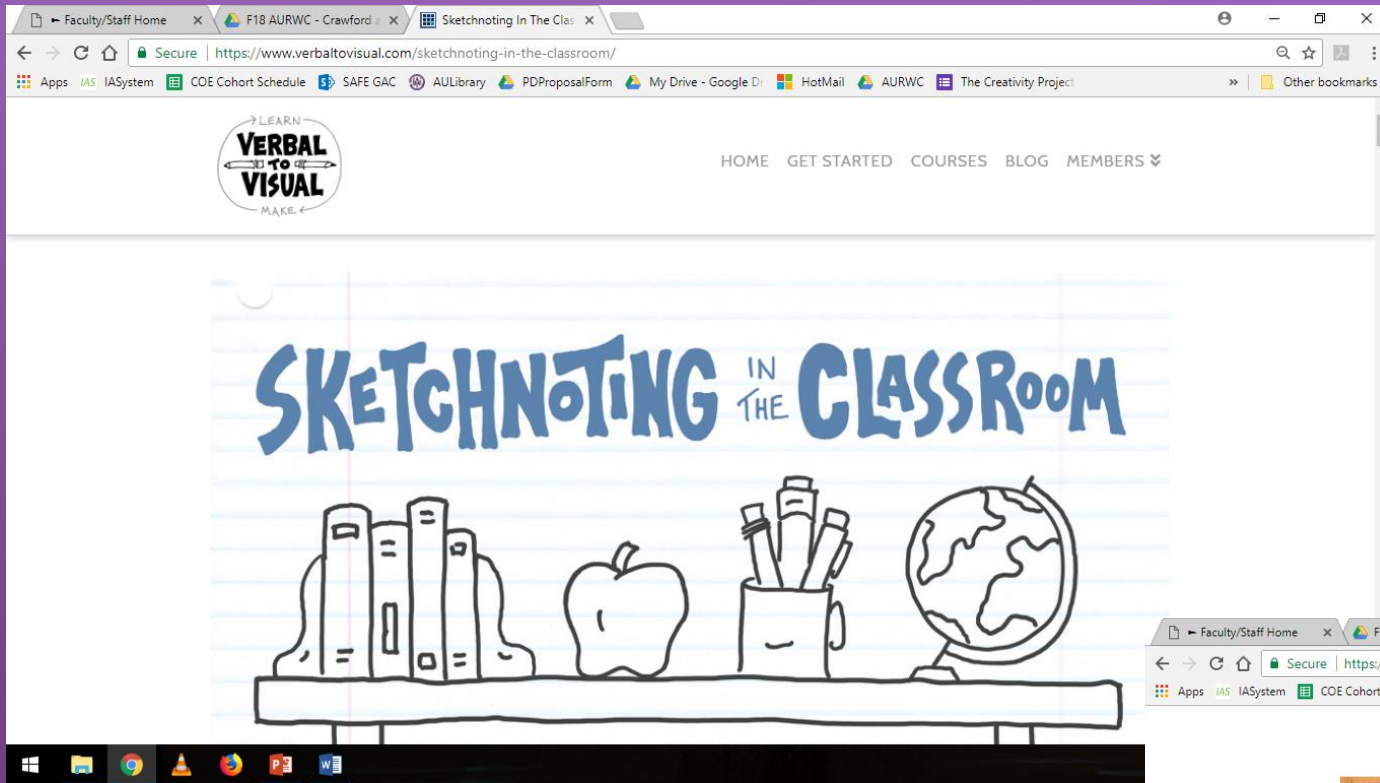 Faculty/Staff Home F18 AURWC - Crawford a Sketchnoting In The Clas
Secure https://www.verbaltovisual.com/sketchnoting-in-the-classroom/
Apps IAS IASystem COE Cohort Schedule SAFE GAC AULibrary PDProposalForm My Drive - Google Dr HotMail AURWC The Creativity Project » Other bookmarks
LEARN
VERBAL
TO
VISUAL
MAKE
HOME GET STARTED COURSES BLOG MEMBERS
SKETCHNOTING IN THE CLASSROOM
Faculty/Staff Home F
Secure https:/
Apps IAS IASystem COE Cohort